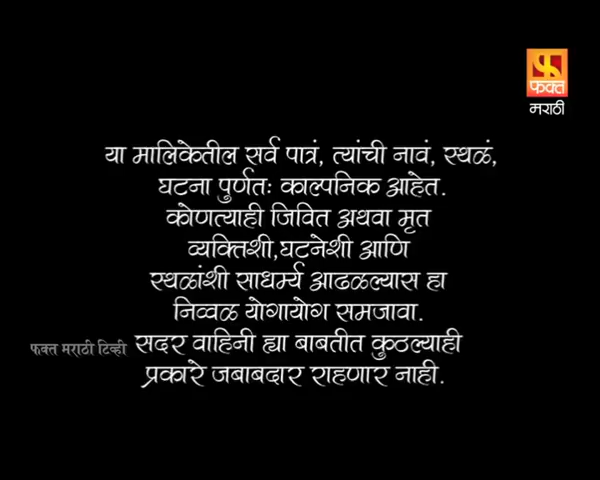 फक्त
मराठी
या मालिकेतील सर्व पात्रं, त्यांची नावं, स्थळं,
घटना पुर्णतः काल्पनिक आहेत.
कोणत्याही जिवित अथवा मृत
व्यक्तिशी,घटनेशी आणि
स्थळांशी साधर्म्य आढळल्यास हा
निव्वळ योगायोग समजावा.
सदर वाहिनी ह्या बाबतीत कुठल्याही
प्रकारे जबाबदार राहणार नाही.
फक्त मराठी टिव्ही